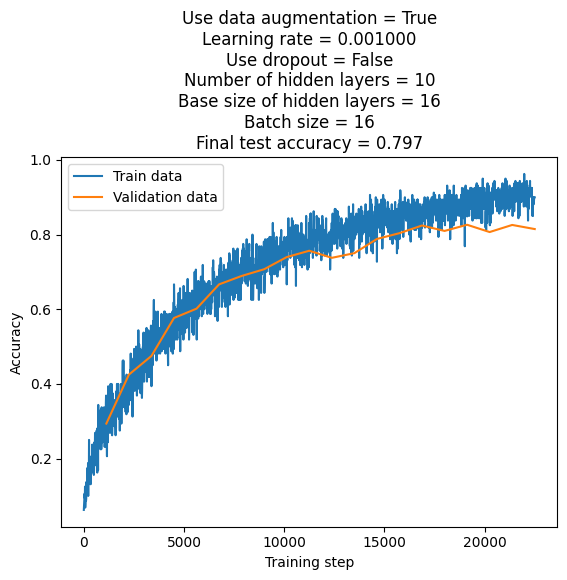 Use data augmentation = True
Learning rate = 0.001000
Use dropout = False
Number of hidden layers = 10
Base size of hidden layers = 16
Batch size = 16
Final test accuracy = 0.797
Train data
Validation data
1.0
0.8
0.6
0.4
0.2
Accuracy
0
5000
10000
15000
20000
Training step